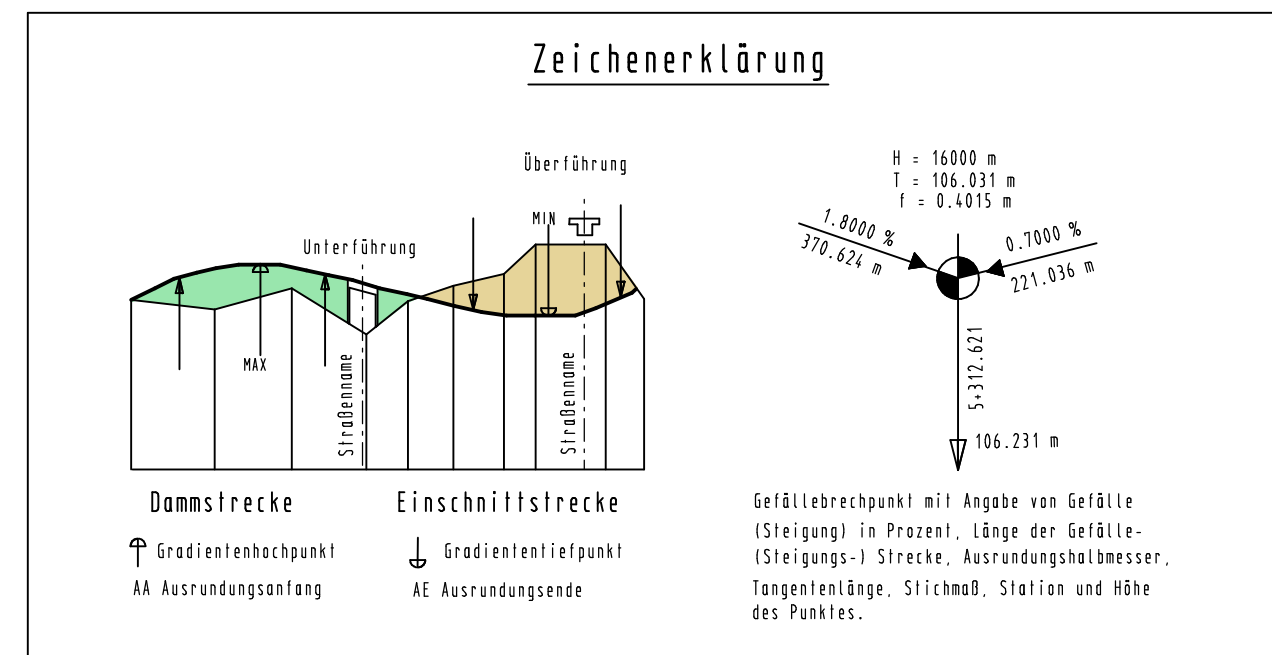 Zeichenerklärung
Überführung
MIN
Unterführung
MAX
Straßenname
Straßenname
Dammstrecke
Einschnittstrecke
Gradientenhochpunkt
Gradiententiefpunkt
AA Ausrundungsanfang
AE Ausrundungsende
H = 16000 m
T = 106.031 m
f = 0.4015 m
1.8000 %
370.624 m
0.7000 %
221.036 m
5+312.621
106.231 m
Gefällebrechpunkt mit Angabe von Gefälle
(Steigung) in Prozent, Länge der Gefälle-
(Steigungs-) Strecke, Ausrundungshalbmesser,
Tangentenlänge, Stichmaß, Station und Höhe
des Punktes.